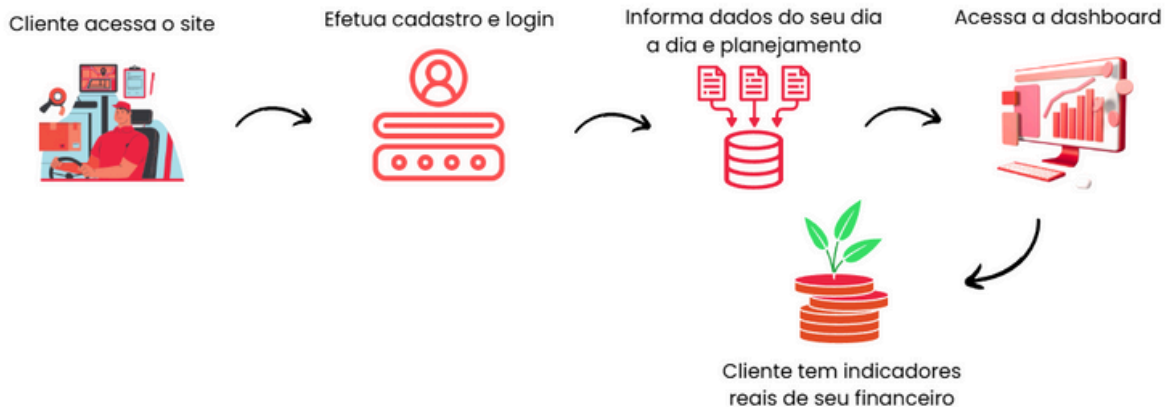 Cliente acessa o site
Efetua cadastro e login
Informa dados do seu dia
a dia e planejamento
Acessa a dashboard
Cliente tem indicadores
reais de seu financeiro